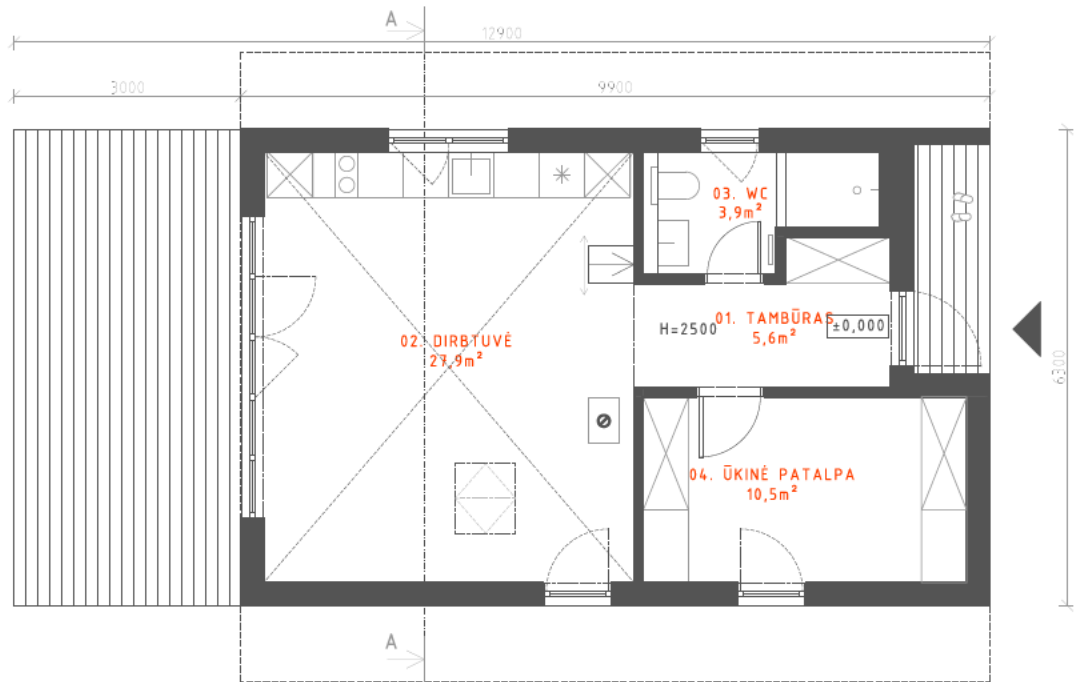 A
12900
3000
9900
03. WC
3,9m²
H=2500
01. TAMBŪRAS
5,6m²
±0,000
02. DIRBTUVĖ
27,9m²
6300
04. ŪKINĖ PATALPA
10,5m²
A